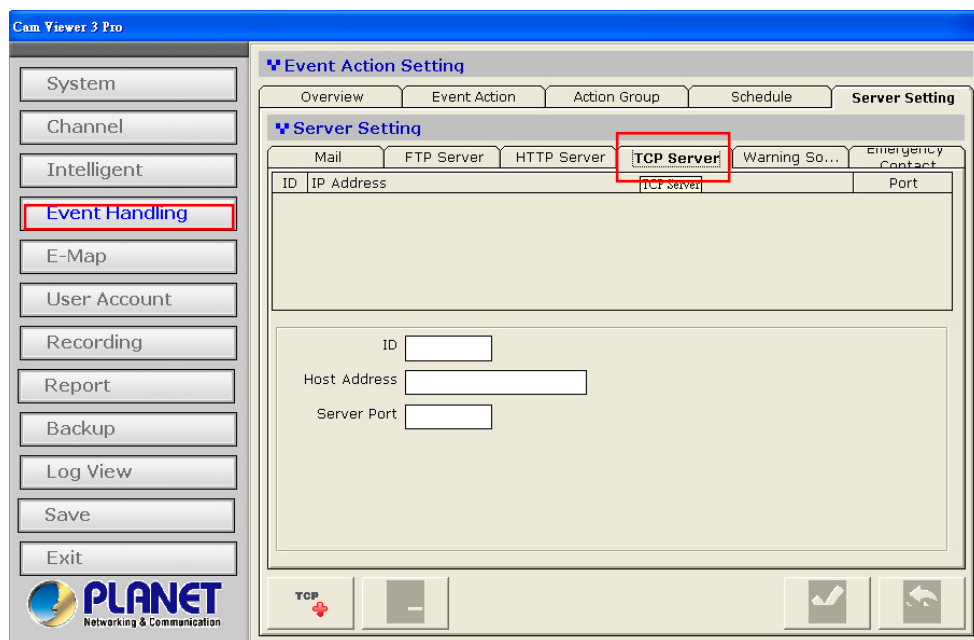 Cam Viewer 3 Pro
System
Channel
Intelligent
Event Handling
E-Map
User Account
Recording
Report
Backup
Log View
Save
Exit
PLANET
Networking & Communication
Event Action Setting
Overview Event Action Action Group Schedule Server Setting
Server Setting
Mail FTP Server HTTP Server TCP Server Warning So... Emergency Contact
ID IP Address TCP Server Port
ID
Host Address
Server Port
TCP